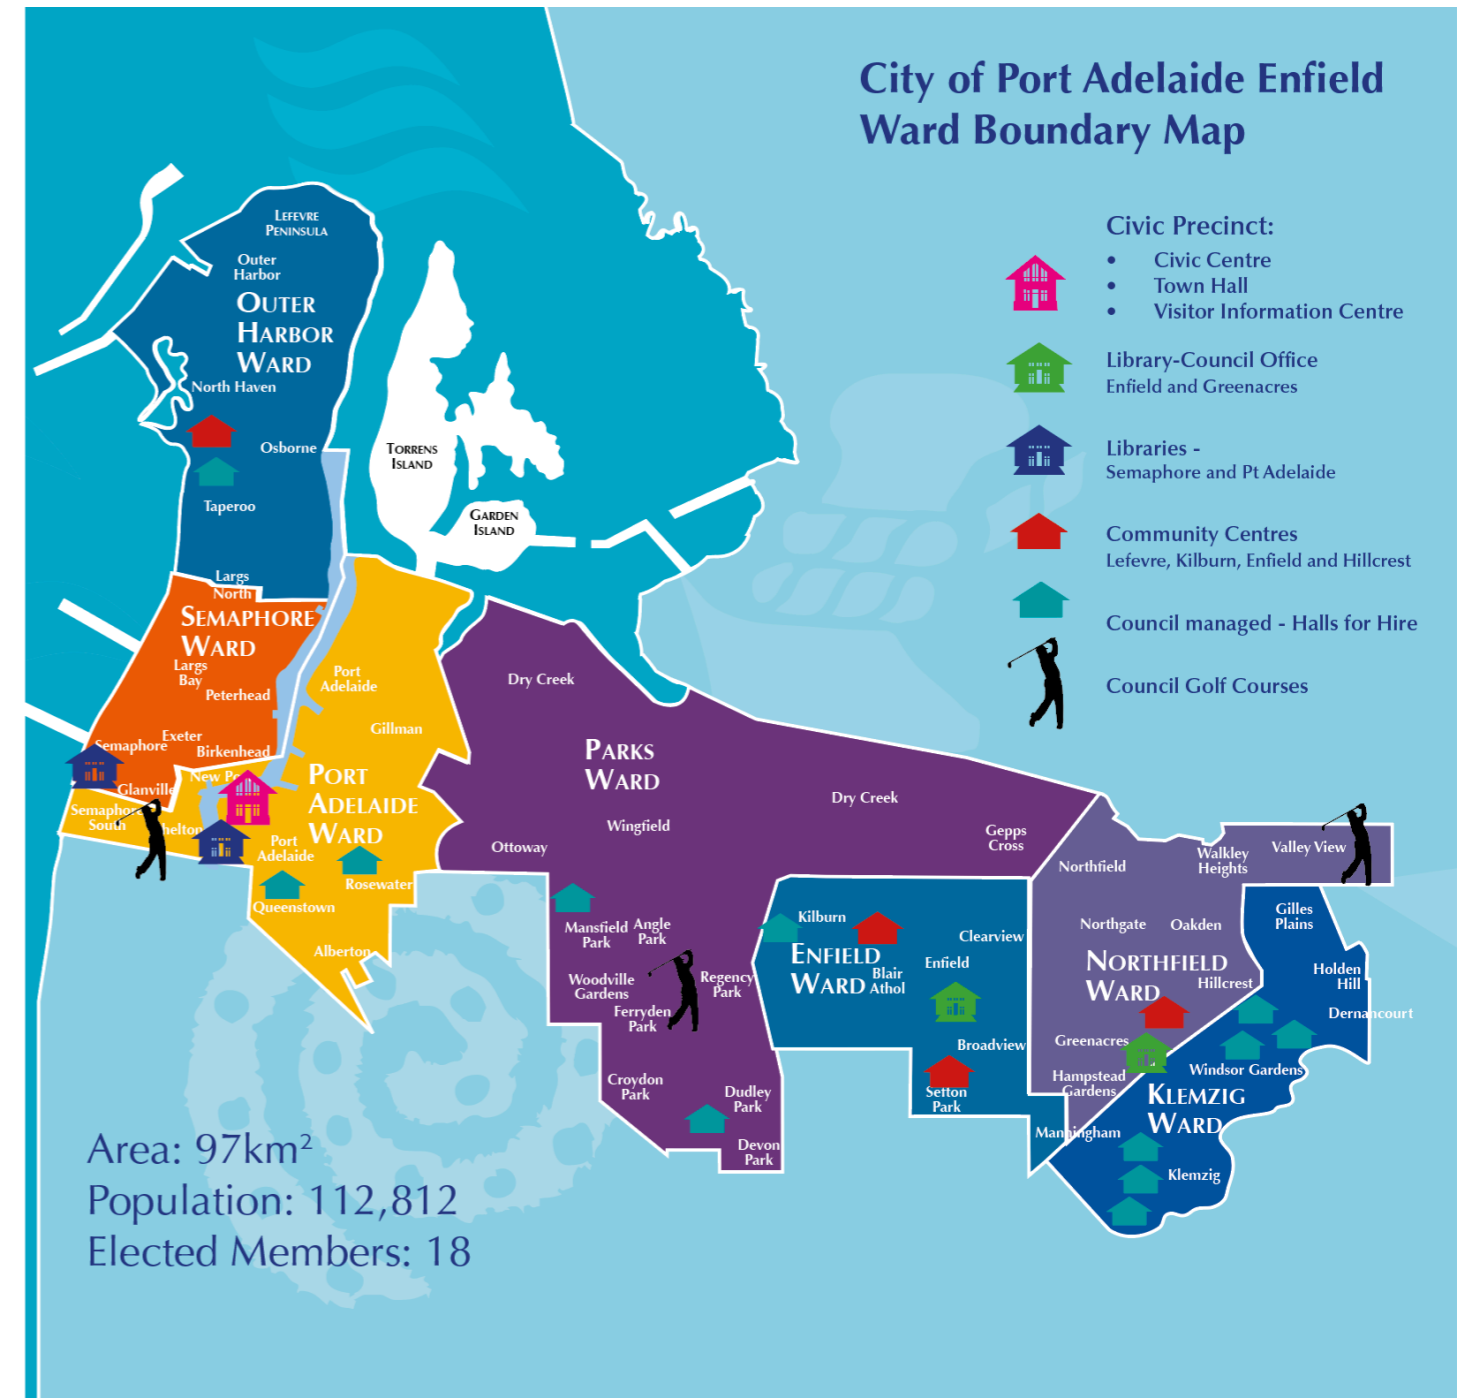 City of Port Adelaide Enfield
Ward Boundary Map
Civic Precinct:
• Civic Centre
• Town Hall
• Visitor Information Centre
Library-Council Office
Enfield and Greenacres
Libraries -
Semaphore and Pt Adelaide
Community Centres
Lefevre, Kilburn, Enfield and Hillcrest
Council managed - Halls for Hire
Council Golf Courses
Lefevre
Peninsula
Outer
Harbor
Outer
Harbor
Ward
North Haven
Osborne
Taperoo
Largs
North
Torrens
Island
Garden
Island
Semaphore
Ward
Largs
Bay
Peterhead
Exeter
Semaphore
Birkenhead
Glanville
New Po
Semaphore
South
helton
Port
Adelaide
Gillman
Port
Adelaide
Ward
Port
Adelaide
Rosewater
Queenstown
Alberton
Dry Creek
Parks
Ward
Dry Creek
Wingfield
Ottoway
Gepps
Cross
Mansfield
Park
Angle
Park
Woodville
Gardens
Regency
Park
Ferryden
Park
Croydon
Park
Dudley
Park
Devon
Park
Kilburn
Clearview
Enfield
Ward
Enfield
Blair
Athol
Broadview
Sefton
Park
Manningham
Northfield
Walkley
Heights
Valley View
Northgate
Oakden
Northfield
Ward
Hillcrest
Greenacres
Hampstead
Gardens
Gilles
Plains
Holden
Hill
Dernancourt
Windsor Gardens
Klemzig
Ward
Klemzig
Area: 97km²
Population: 112,812
Elected Members: 18